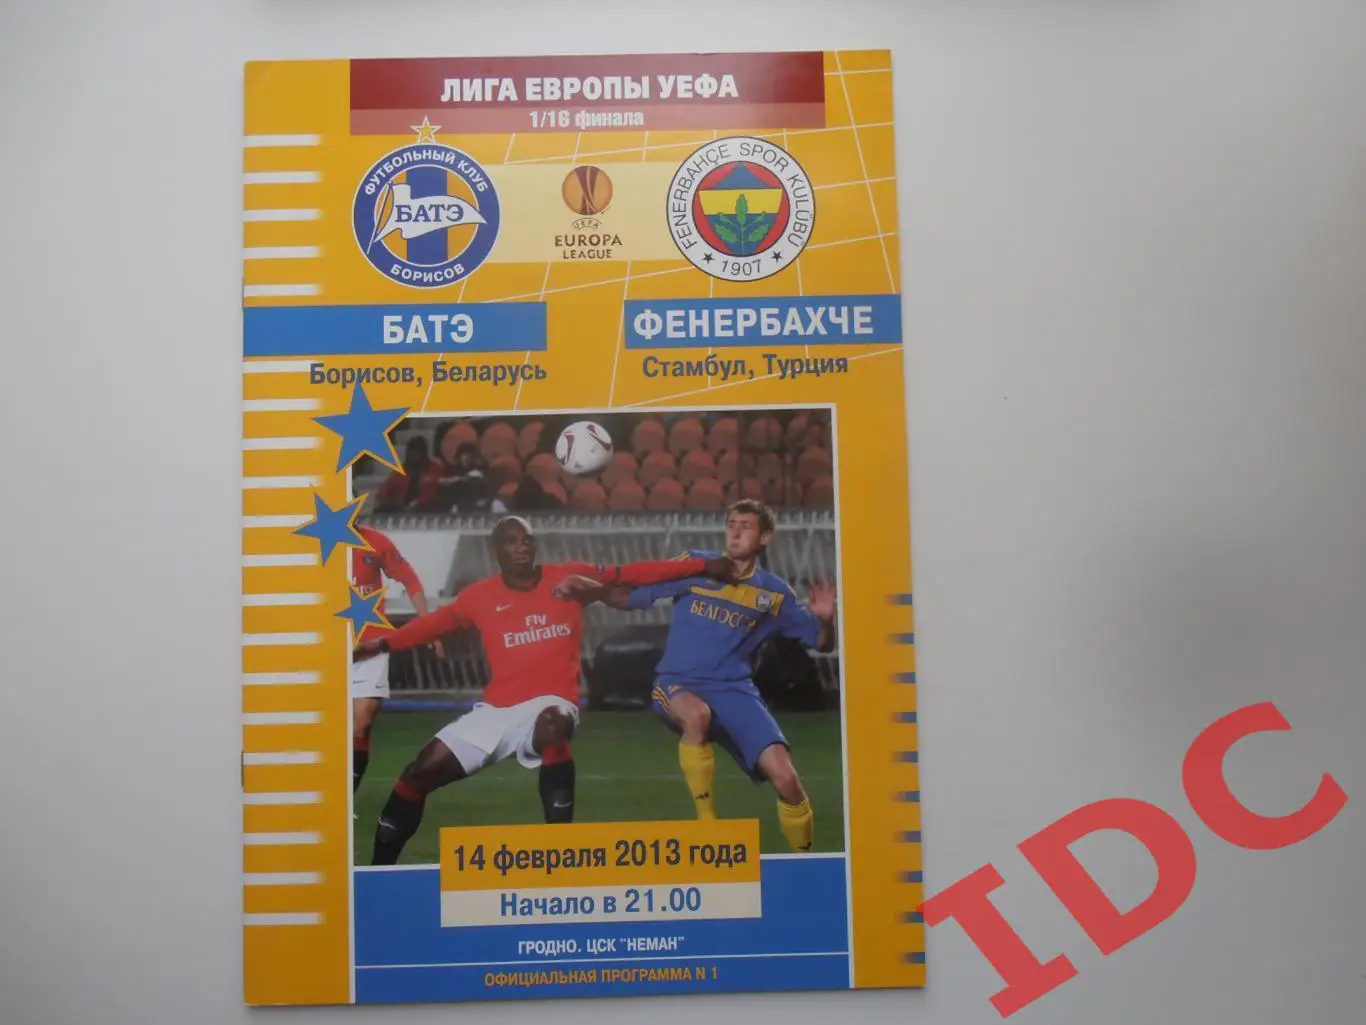 ЛИГА ЕВРОПЫ УЕФА
1/16 финала
ФУТБОЛЬНЫЙ КЛУБ
БАТЭ
БОРИСОВ
UEFA
EUROPA
LEAGUE
FENERBAHÇE SPOR KULÜBÜ
★ 1907 ★
БАТЭ
ФЕНЕРБАХЧЕ
Борисов, Беларусь
Стамбул, Турция
Fly
Emirates
БЕЛГОССТР
14 февраля 2013 года
Начало в 21.00
ГРОДНО. ЦСК "НЕМАН"
ОФИЦИАЛЬНАЯ ПРОГРАММА N 1
IDC